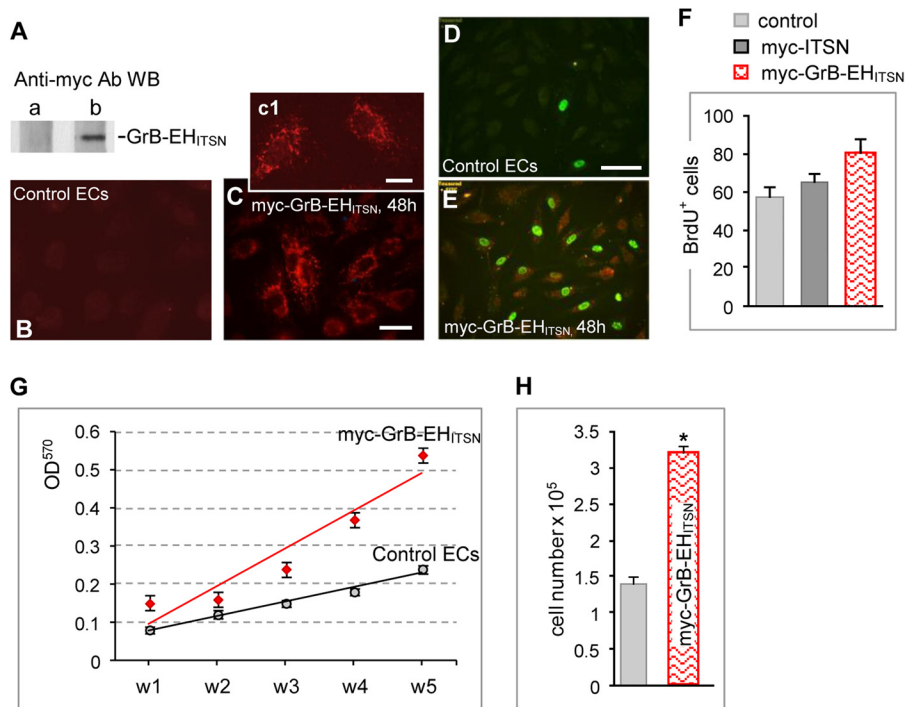 A
Anti-myc Ab WB
a b
-GrB-EHITSN
Control ECs
B
c1
C
myc-GrB-EHITSN, 48h
D
Control ECs
E
myc-GrB-EHITSN, 48h
F
control
myc-ITSN
myc-GrB-EHITSN
BrdU+ cells
100
80
60
40
20
0
G
OD570
0.6
0.5
0.4
0.3
0.2
0.1
0
myc-GrB-EHITSN
Control ECs
w1 w2 w3 w4 w5
H
cell number x 105
3.5
3
2.5
2
1.5
1
0.5
0
*
myc-GrB-EHITSN